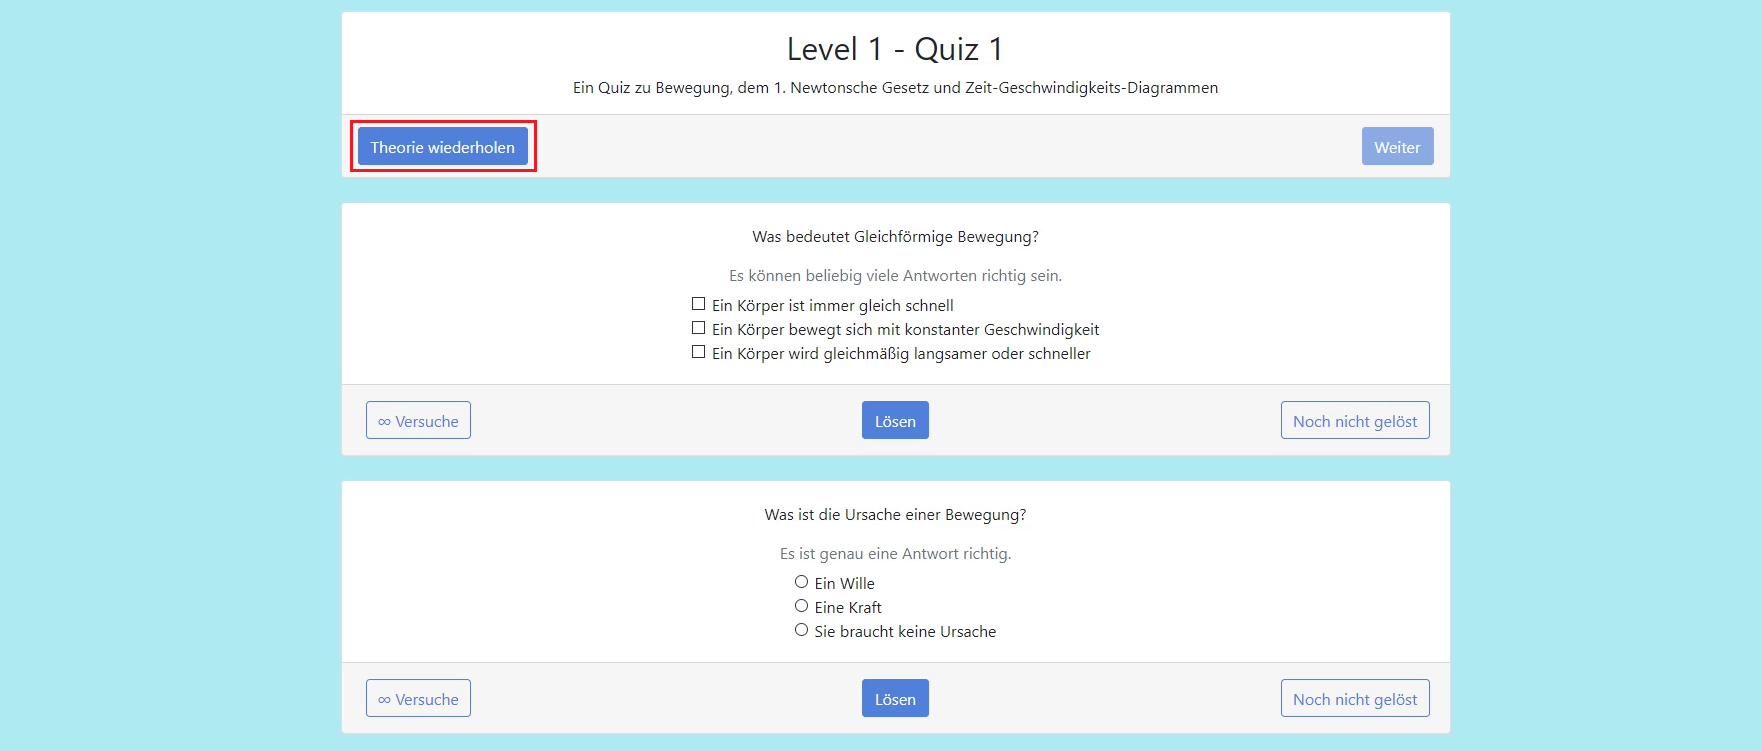 Level 1 - Quiz 1
Ein Quiz zu Bewegung, dem 1. Newtonsche Gesetz und Zeit-Geschwindigkeits-Diagrammen
Theorie wiederholen
Weiter
Was bedeutet Gleichförmige Bewegung?
Es können beliebig viele Antworten richtig sein.
Ein Körper ist immer gleich schnell
Ein Körper bewegt sich mit konstanter Geschwindigkeit
Ein Körper wird gleichmäßig langsamer oder schneller
∞ Versuche
Lösen
Noch nicht gelöst
Was ist die Ursache einer Bewegung?
Es ist genau eine Antwort richtig.
Ein Wille
Eine Kraft
Sie braucht keine Ursache
∞ Versuche
Lösen
Noch nicht gelöst